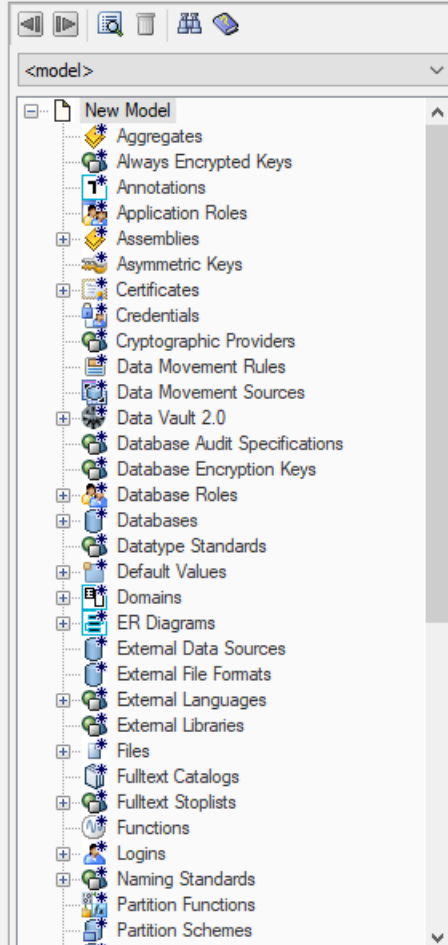 <model>
New Model
Aggregates
Always Encrypted Keys
Annotations
Application Roles
Assemblies
Asymmetric Keys
Certificates
Credentials
Cryptographic Providers
Data Movement Rules
Data Movement Sources
Data Vault 2.0
Database Audit Specifications
Database Encryption Keys
Database Roles
Databases
Datatype Standards
Default Values
Domains
ER Diagrams
External Data Sources
External File Formats
External Languages
External Libraries
Files
Fulltext Catalogs
Fulltext Stoplists
Functions
Logins
Naming Standards
Partition Functions
Partition Schemes